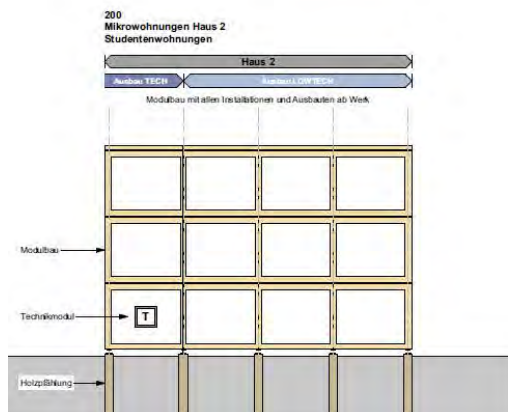 200
Mikrowohnungen Haus 2
Studentenwohnungen
Haus 2
Ausbau TECH
Ausbau LOWTECH
Modulbau mit allen Installationen und Ausbauten ab Werk
Modulbau
Technikmodul
T
Holzpfählung